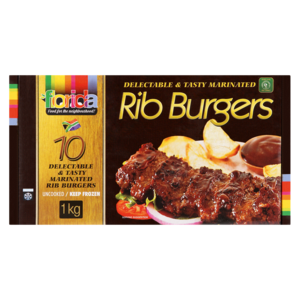 florida
Food for the neighbourhood!
10
DELECTABLE
& TASTY
MARINATED
RIB BURGERS
UNCOOKED / KEEP FROZEN
1kg
DELECTABLE & TASTY MARINATED
Rib Burgers